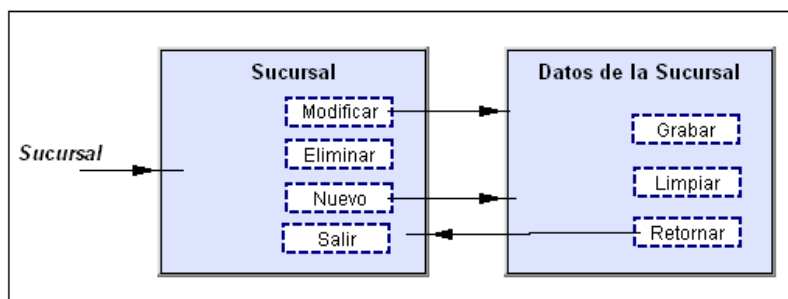 Sucursal
Sucursal
Modificar
Eliminar
Nuevo
Salir
Datos de la Sucursal
Grabar
Limpiar
Retornar